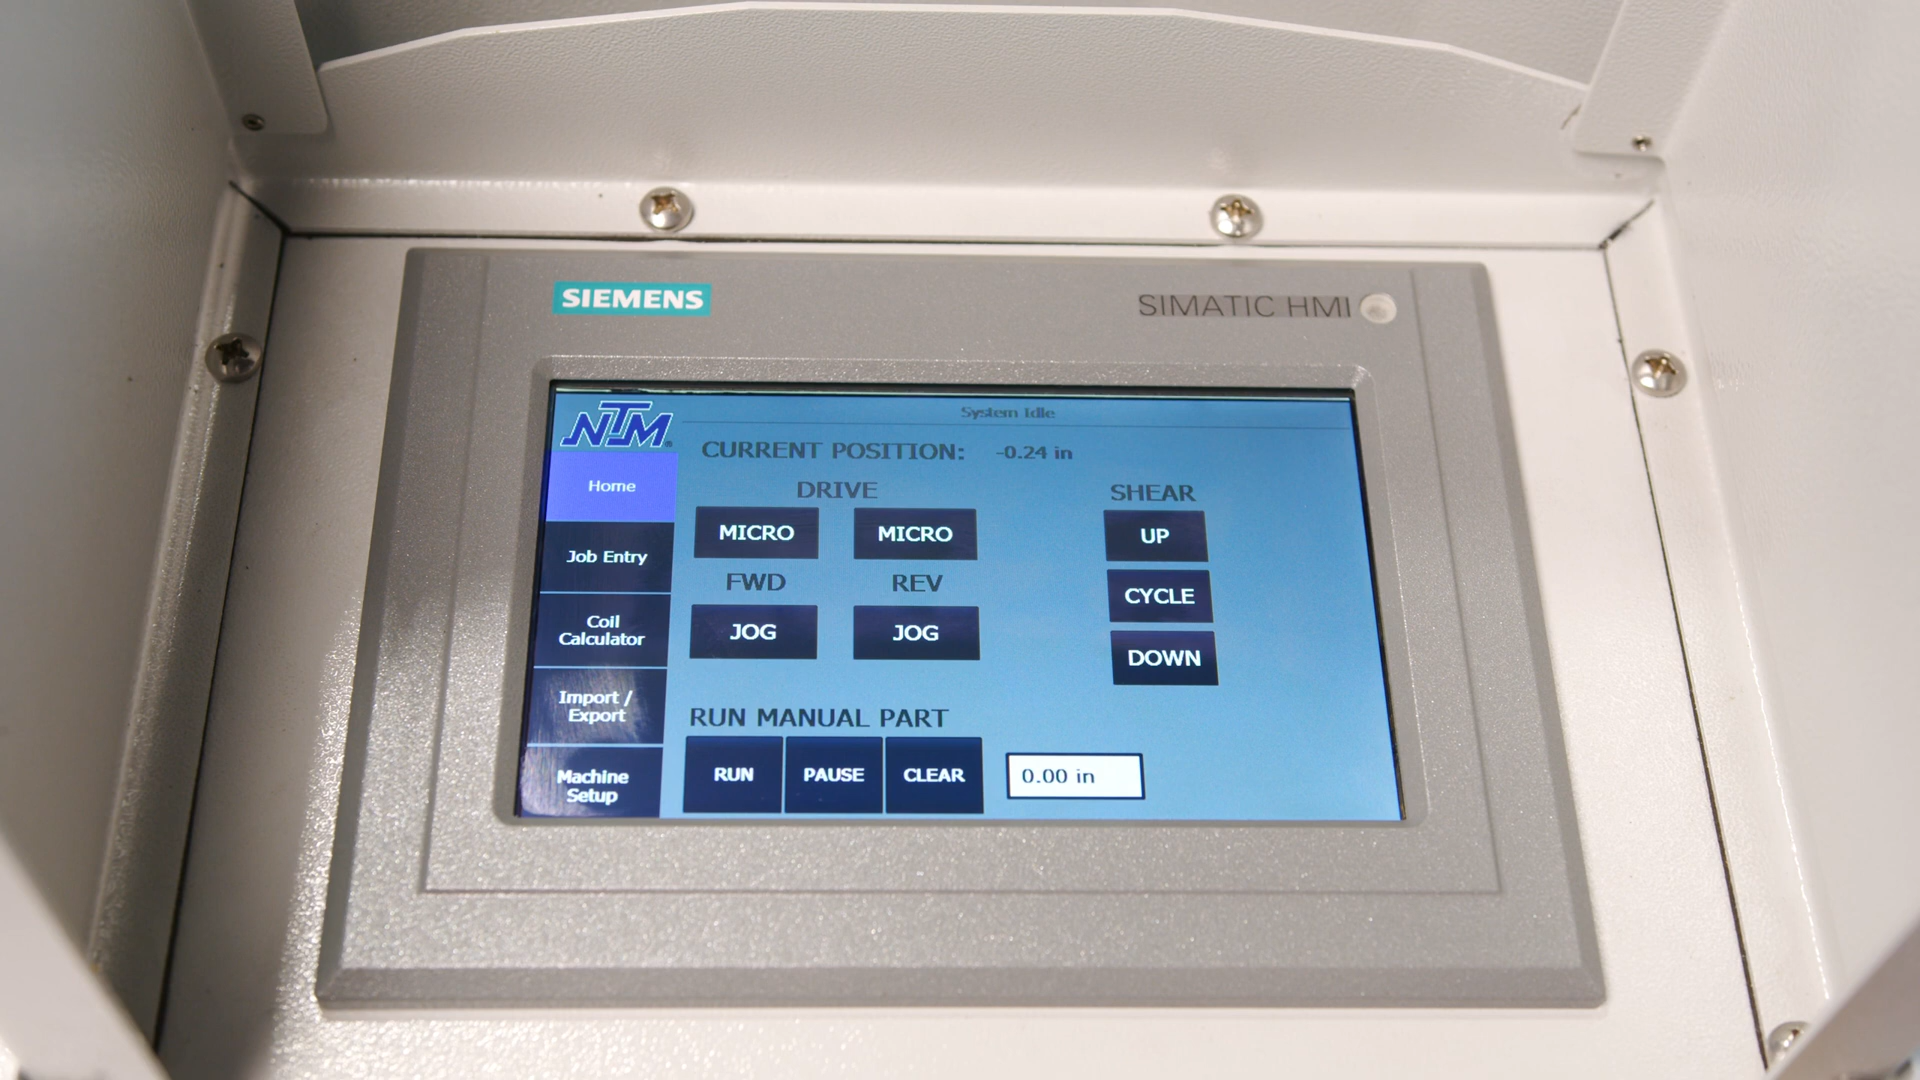 SIEMENS
SIMATIC HMI
NTM®
System Idle
CURRENT POSITION: -0.24 in
Home
DRIVE
SHEAR
MICRO MICRO
UP
Job Entry
FWD REV
CYCLE
Coil
Calculator
JOG JOG
DOWN
Import /
Export
RUN MANUAL PART
Machine
Setup
RUN PAUSE CLEAR 0.00 in